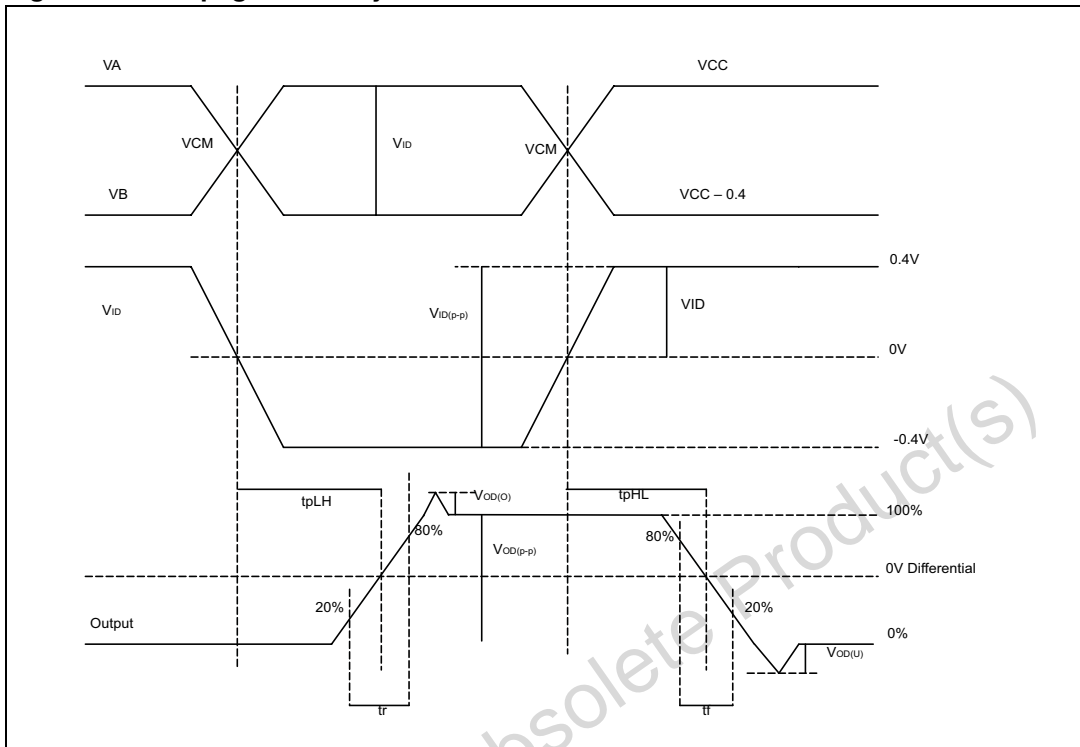 VA
VCC
VCM
VID
VCM
VB
VCC – 0.4
0.4V
VID
VID(p-p)
VID
0V
-0.4V
tpLH
VOD(O)
tpHL
100%
80%
VOD(p-p)
80%
0V Differential
20%
20%
Output
0%
VOD(U)
tr
tf
bsolete Product(s)